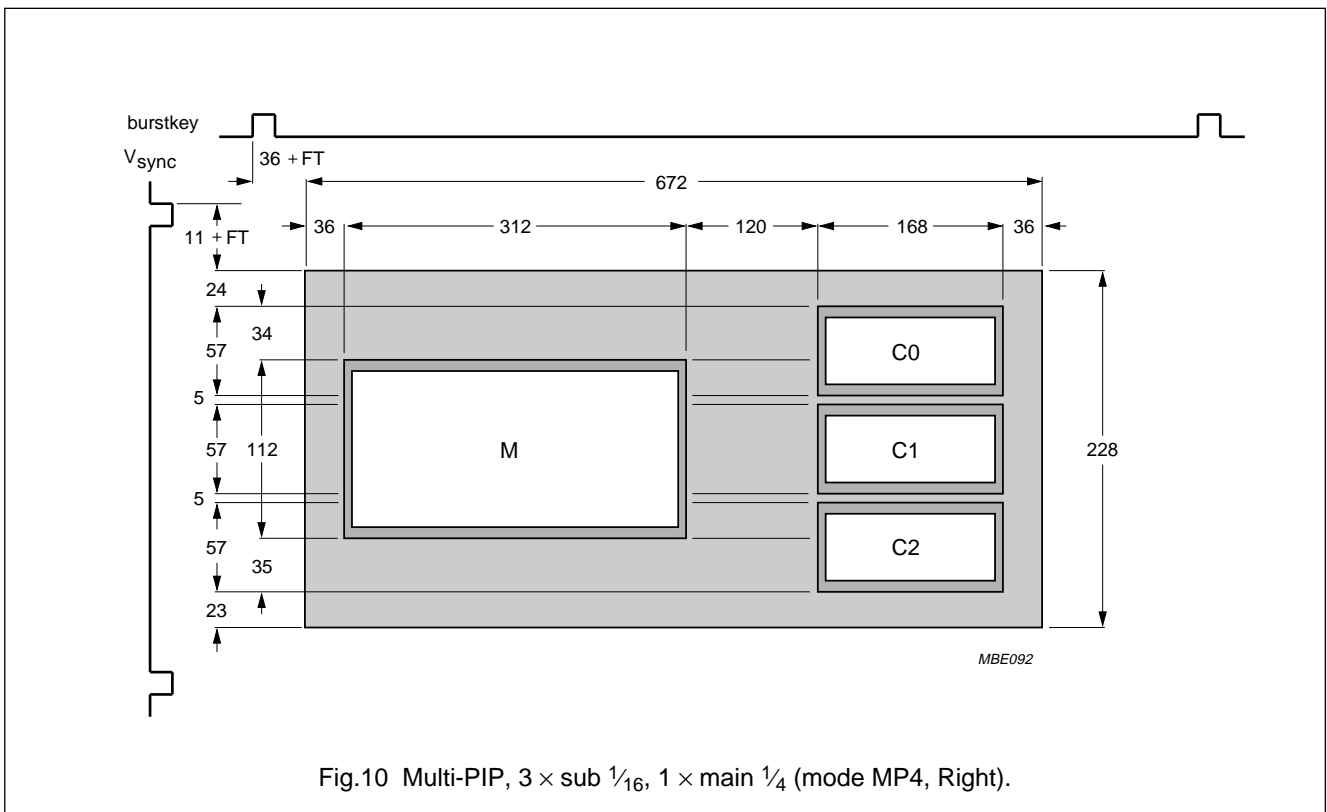 burstkey
Vsync
36 + FT
672
11 + FT
36 312 120 168 36
24
34
57
C0
5
57 112 M C1 228
5
57
C2
35
23
MBE092
Fig.10 Multi-PIP, 3 × sub 1⁄16, 1 × main 1⁄4 (mode MP4, Right).